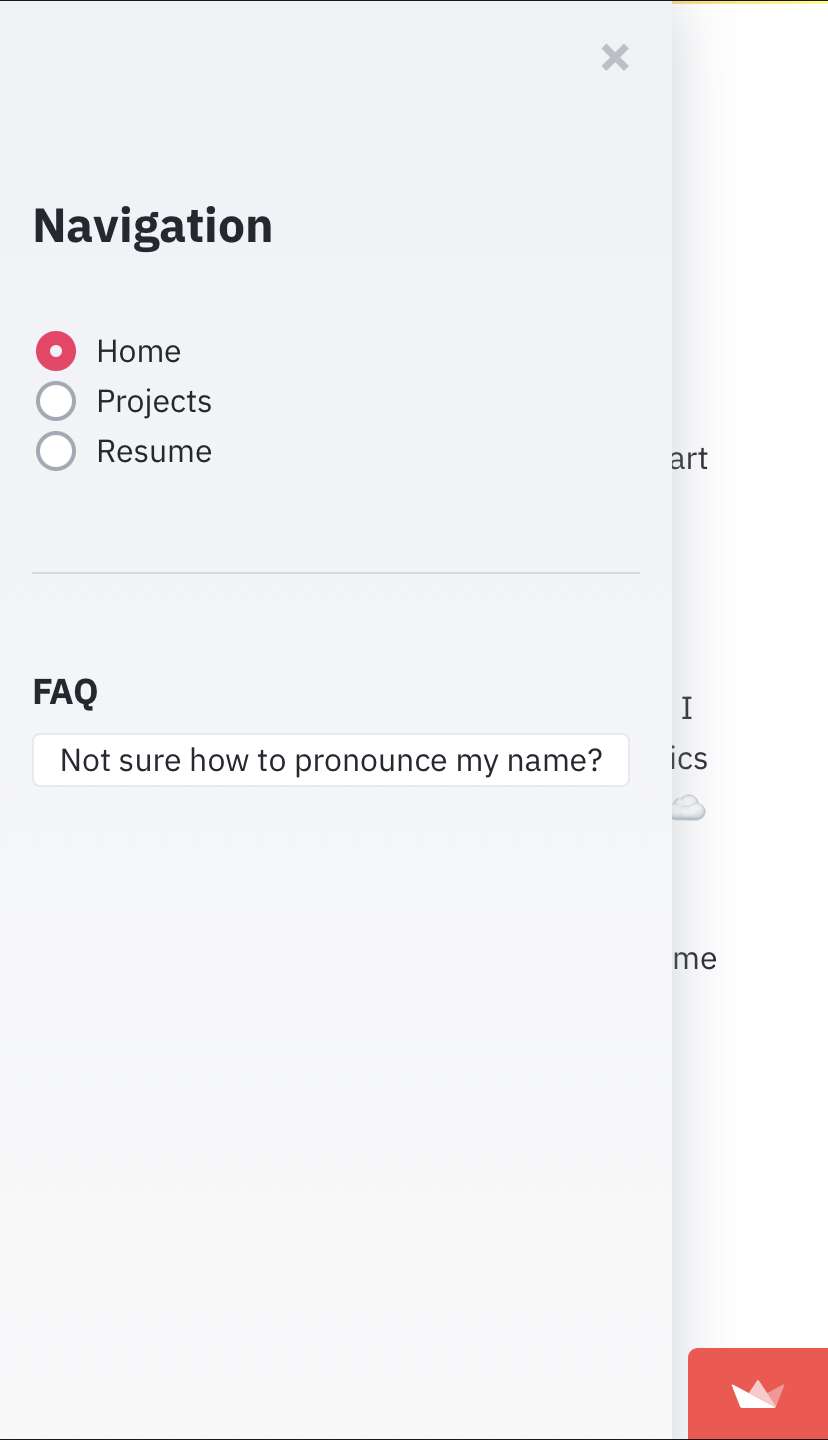 Navigation
Home
Projects
Resume
art
FAQ
I
Not sure how to pronounce my name?
ics
me